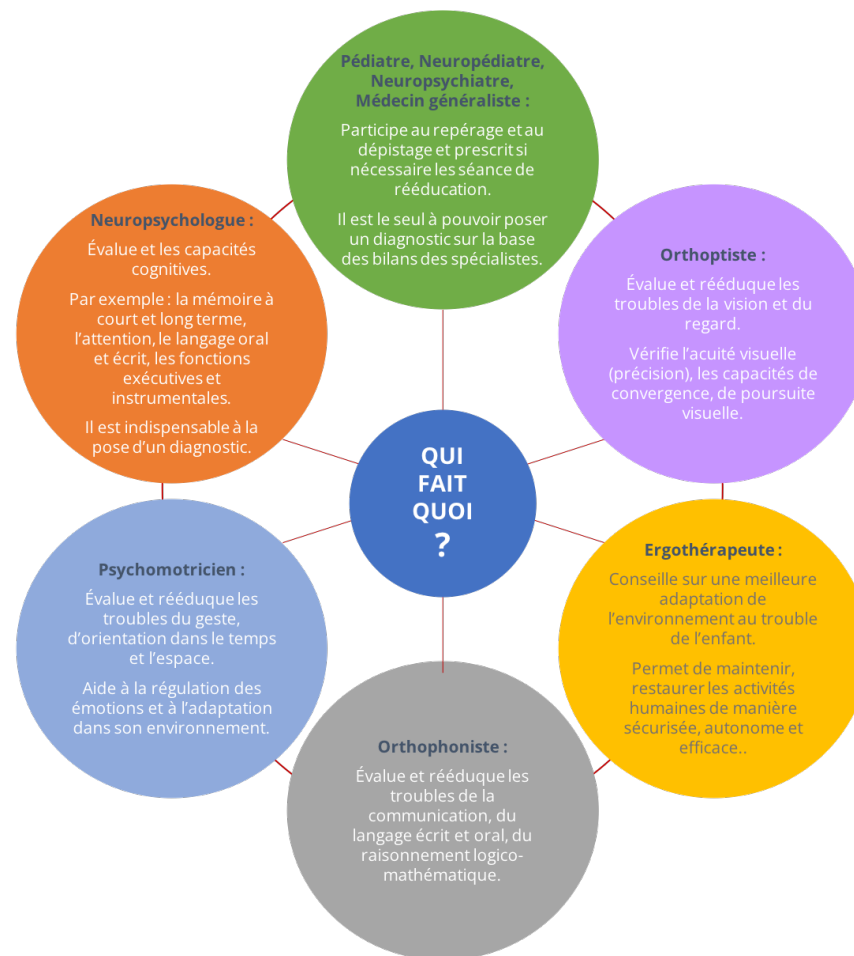 Pédiatre, Neuropédiatre,
Neuropsychiatre,
Médecin généraliste :
Participe au repérage et au
dépistage et prescrit si
nécessaire les séance de
rééducation.
Il est le seul à pouvoir poser
un diagnostic sur la base
des bilans des spécialistes.
Neuropsychologue :
Évalue et les capacités
cognitives.
Par exemple : la mémoire à
court et long terme,
l’attention, le langage oral
et écrit, les fonctions
exécutives et
instrumentales.
Il est indispensable à la
pose d’un diagnostic.
Orthoptiste :
Évalue et rééduque les
troubles de la vision et du
regard.
Vérifie l’acuité visuelle
(précision), les capacités de
convergence, de poursuite
visuelle.
QUI
FAIT
QUOI
?
Psychomotricien :
Évalue et rééduque les
troubles du geste,
d’orientation dans le temps
et l’espace.
Aide à la régulation des
émotions et à l’adaptation
dans son environnement.
Ergothérapeute :
Conseille sur une meilleure
adaptation de
l’environnement au trouble
de l’enfant.
Permet de maintenir,
restaurer les activités
humaines de manière
sécurisée, autonome et
efficace..
Orthophoniste :
Évalue et rééduque les
troubles de la
communication, du
langage écrit et oral, du
raisonnement logico-
mathématique.